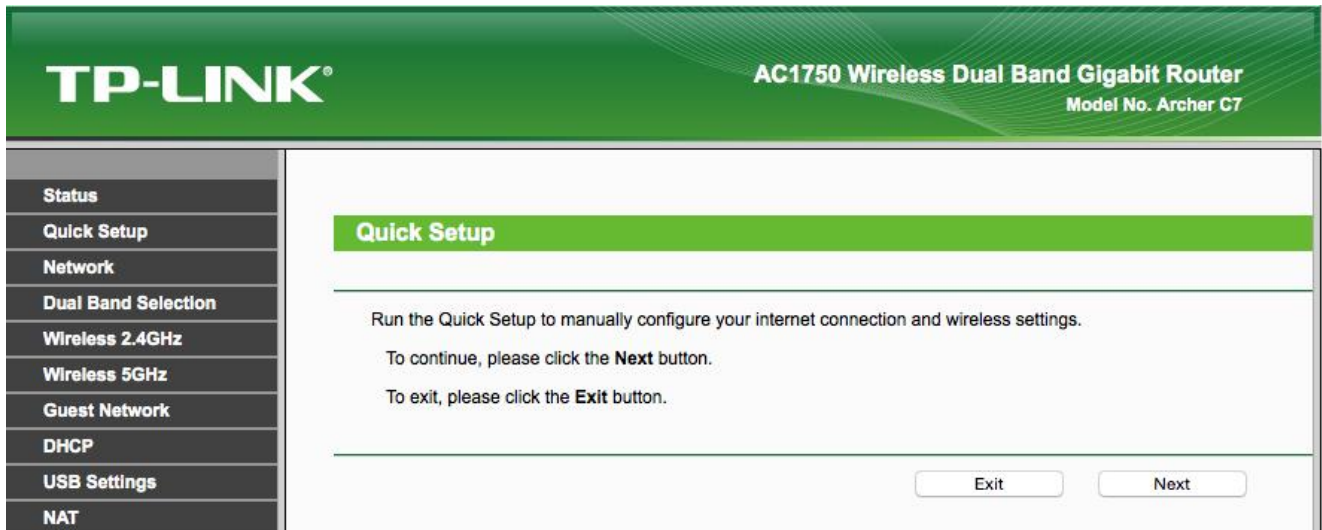 TP-LINK®
AC1750 Wireless Dual Band Gigabit Router
Model No. Archer C7
Status
Quick Setup
Network
Dual Band Selection
Wireless 2.4GHz
Wireless 5GHz
Guest Network
DHCP
USB Settings
NAT
Quick Setup
Run the Quick Setup to manually configure your internet connection and wireless settings.
To continue, please click the Next button.
To exit, please click the Exit button.
Exit
Next